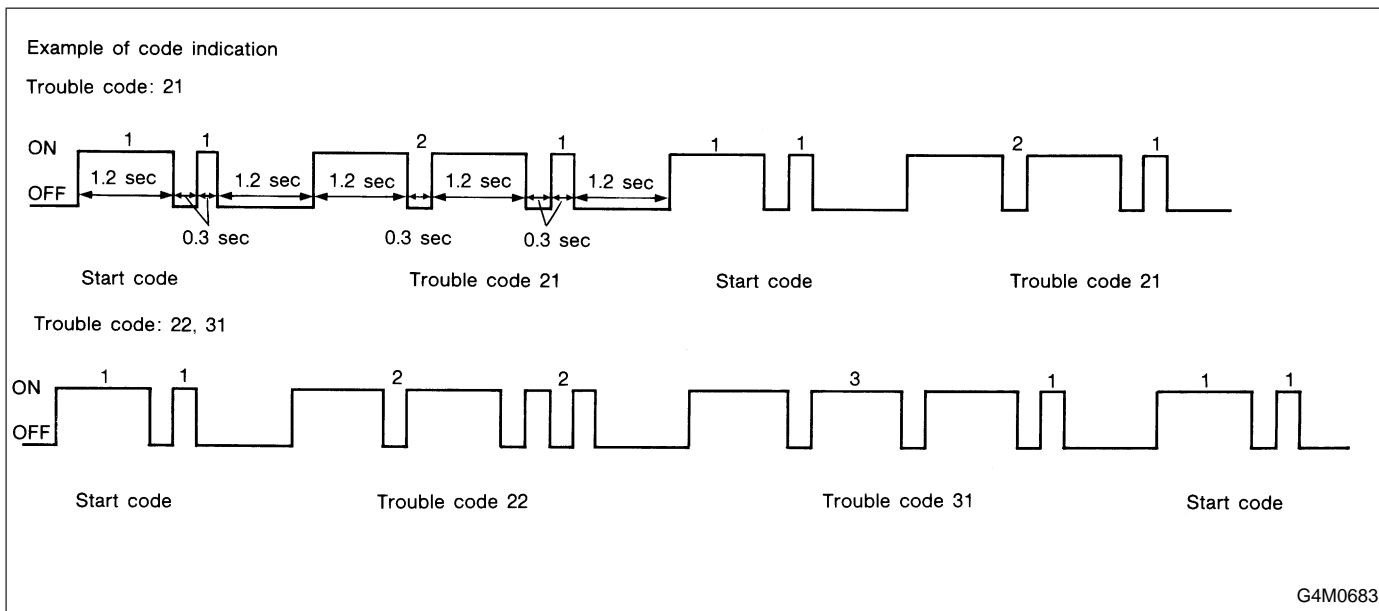 Example of code indication
Trouble code: 21
1 1 2 1 1 1 2 1
ON
1.2 sec 1.2 sec 1.2 sec 1.2 sec 1.2 sec
OFF
0.3 sec 0.3 sec 0.3 sec
Start code Trouble code 21 Start code Trouble code 21
Trouble code: 22, 31
1 1 2 2 3 1 1 1
ON
OFF
Start code Trouble code 22 Trouble code 31 Start code
G4M0683